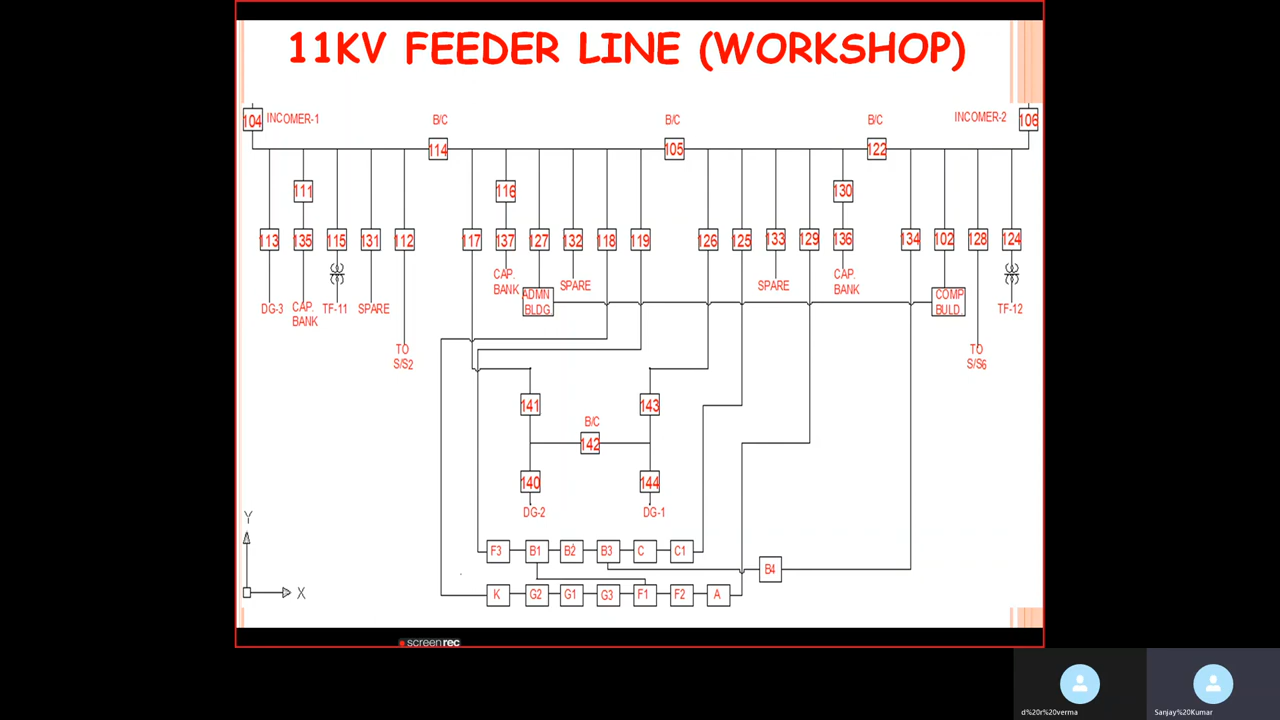 11KV FEEDER LINE (WORKSHOP)
104 INCOMER-1 B/C B/C B/C INCOMER-2 106
114 105 122
111 116 130
113 135 115 131 112 117 137 127 132 118 119 126 125 133 129 136 134 102 128 124
DG-3
CAP.
BANK
TF-11
SPARE
TO
S/S2
CAP.
BANK
ADMN
BLDG
SPARE
SPARE
CAP.
BANK
COMP
BULD.
TO
S/S6
TF-12
141 143
B/C
142
140 144
DG-2 DG-1
F3 B1 B2 B3 C C1
B4
K G2 G1 G3 F1 F2 A
Y
X
screenrec
d%20r%20verma Sanjay%20Kumar